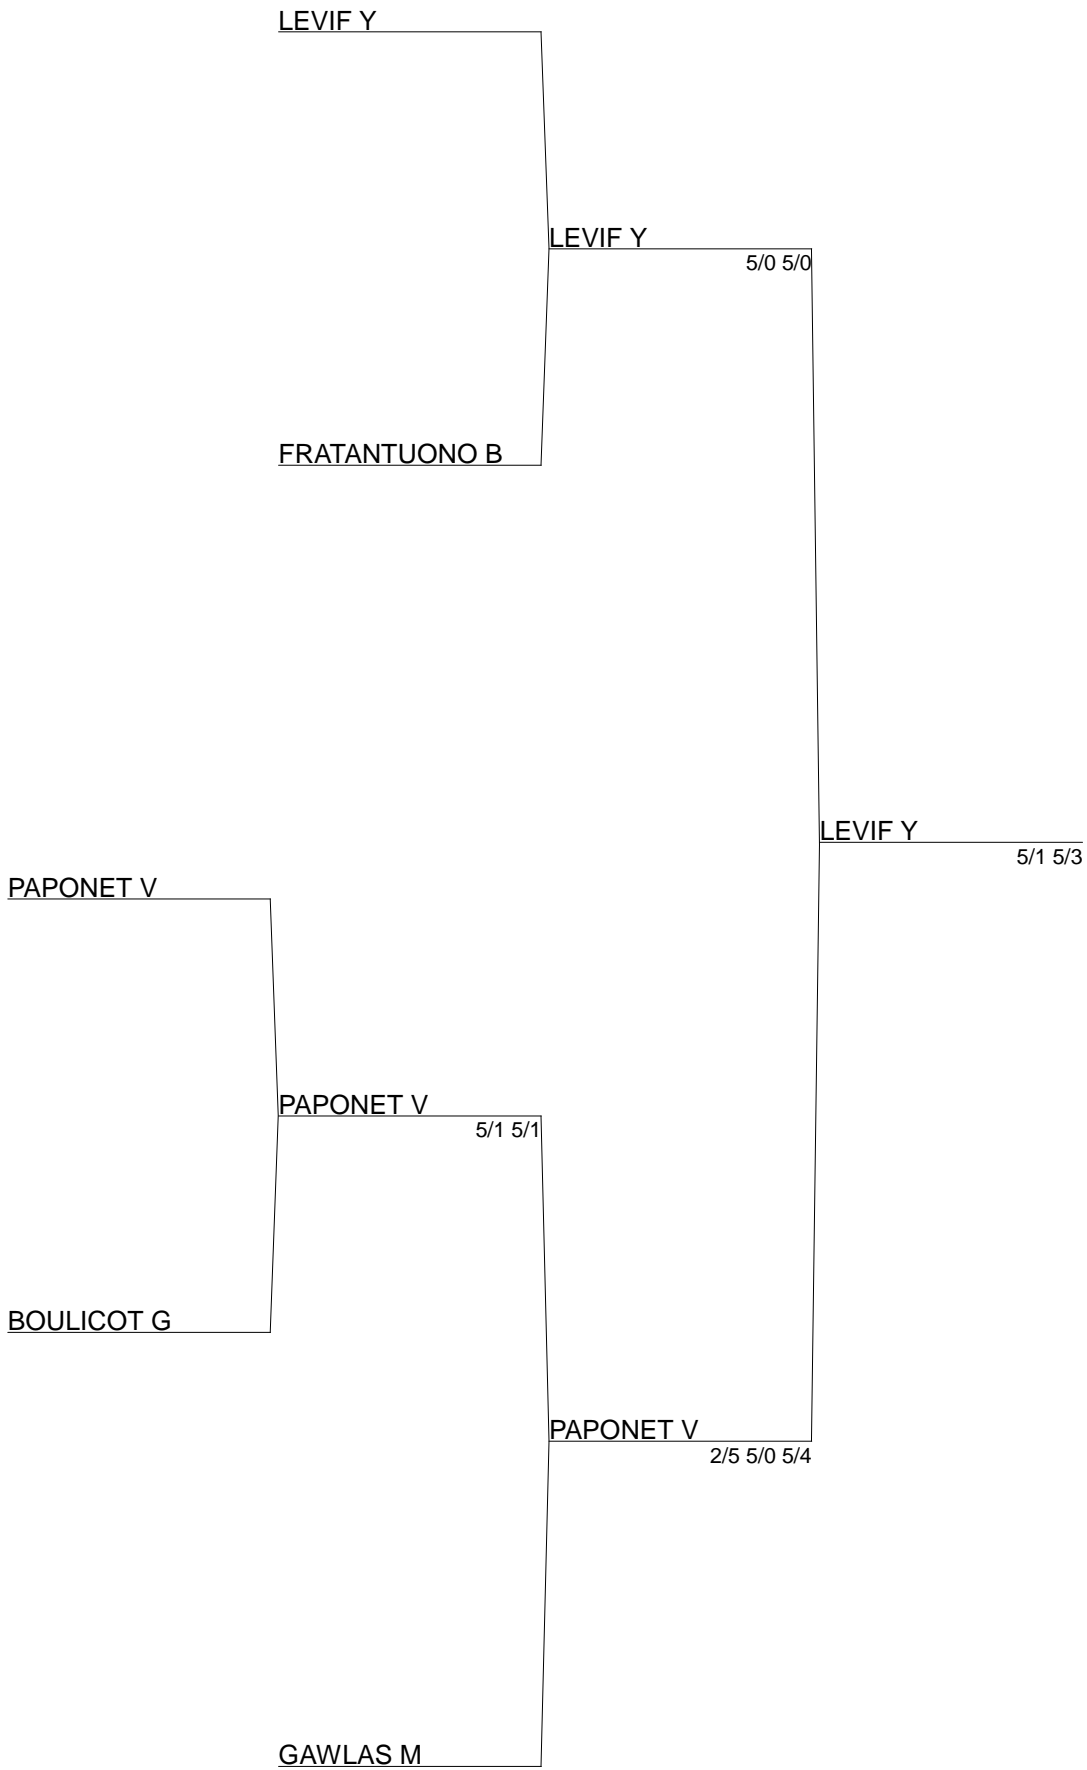 LEVIF Y
LEVIF Y
5/0 5/0
FRATANTUONO B
LEVIF Y
5/1 5/3
PAPONET V
PAPONET V
5/1 5/1
BOULICOT G
PAPONET V
2/5 5/0 5/4
GAWLAS M